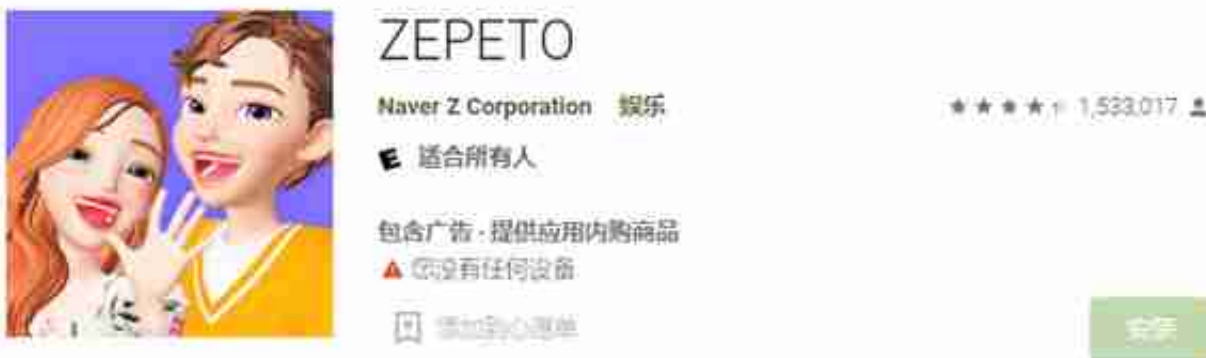 ZEPETO
Naver Z Corporation 娱乐
1,533,017
E 适合所有人
包含广告 · 提供应用内购商品
您没有任何设备
添加到心愿单
安装